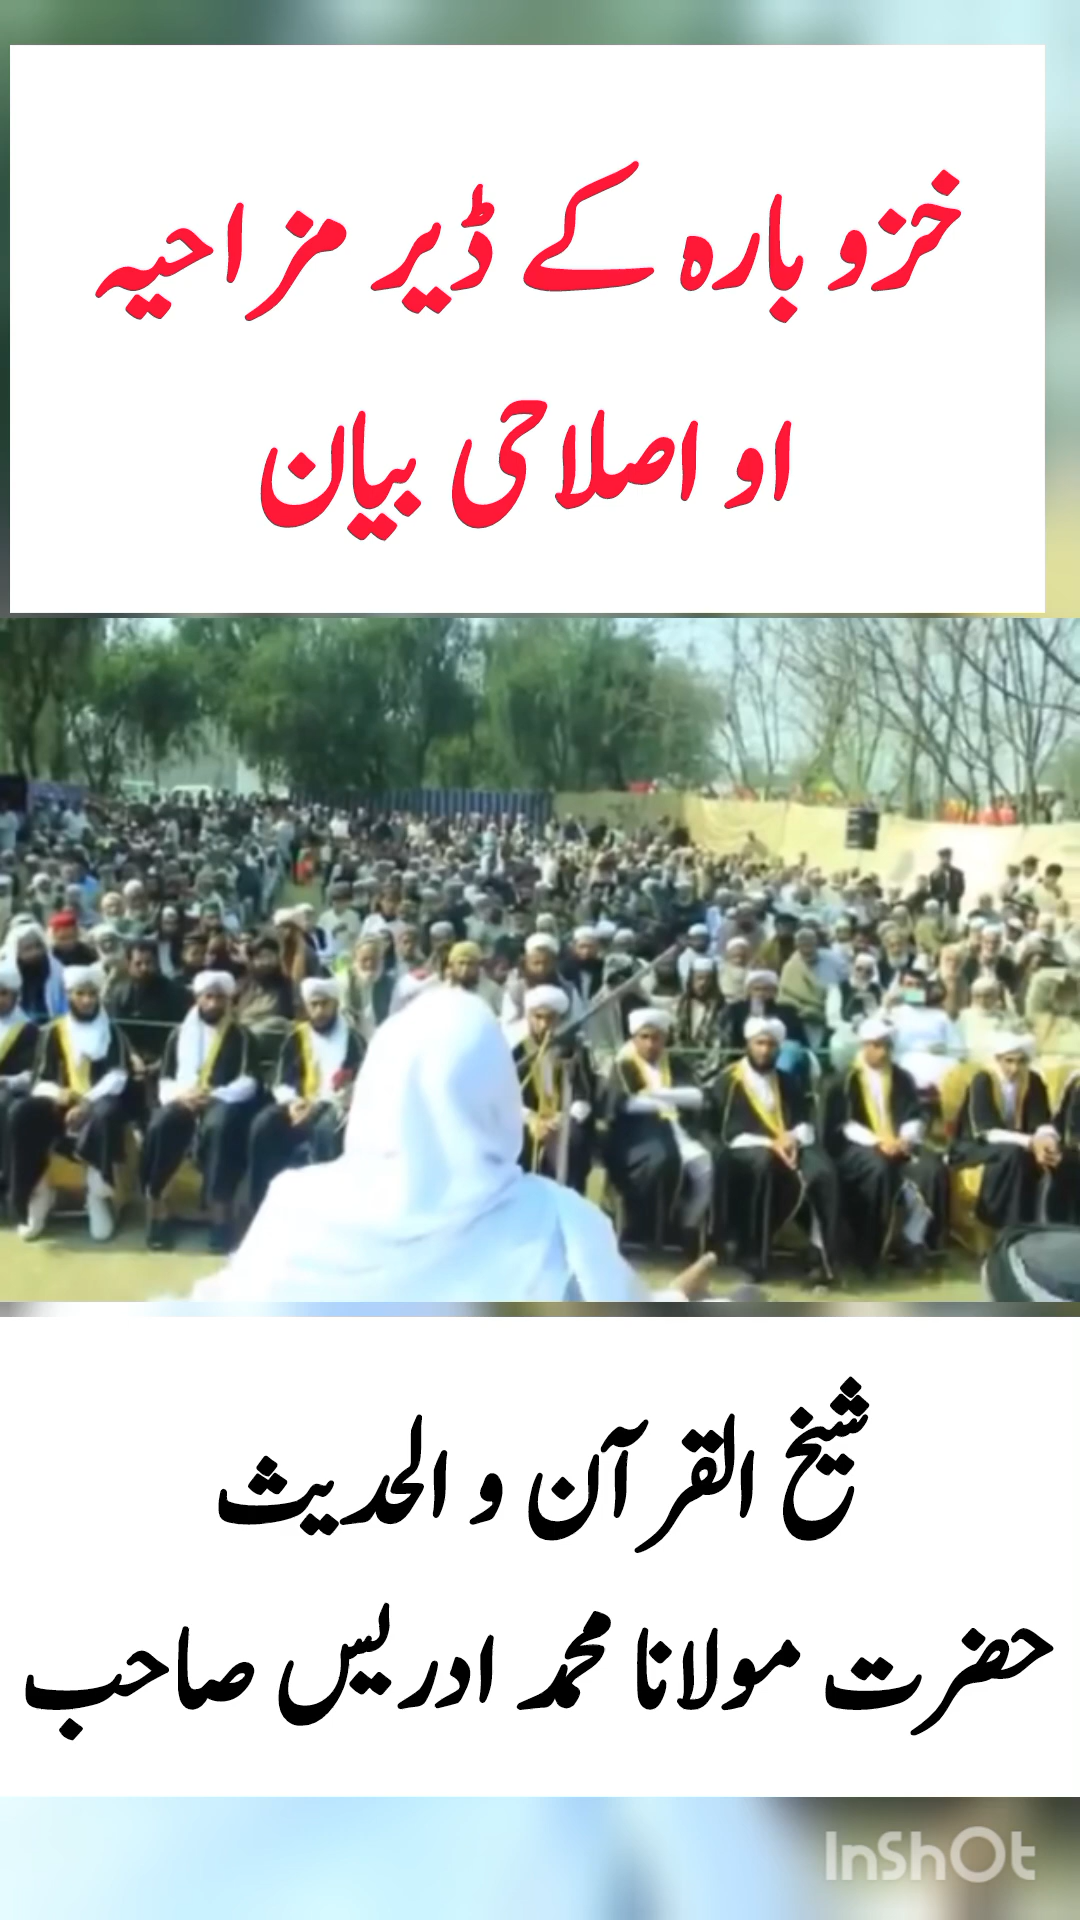 خزو بارہ کے ڈیر مزاحیہ
او اصلاحی بیان
شیخ القرآن و الحدیث
حضرت مولانا محمد ادریس صاحب
InShOt